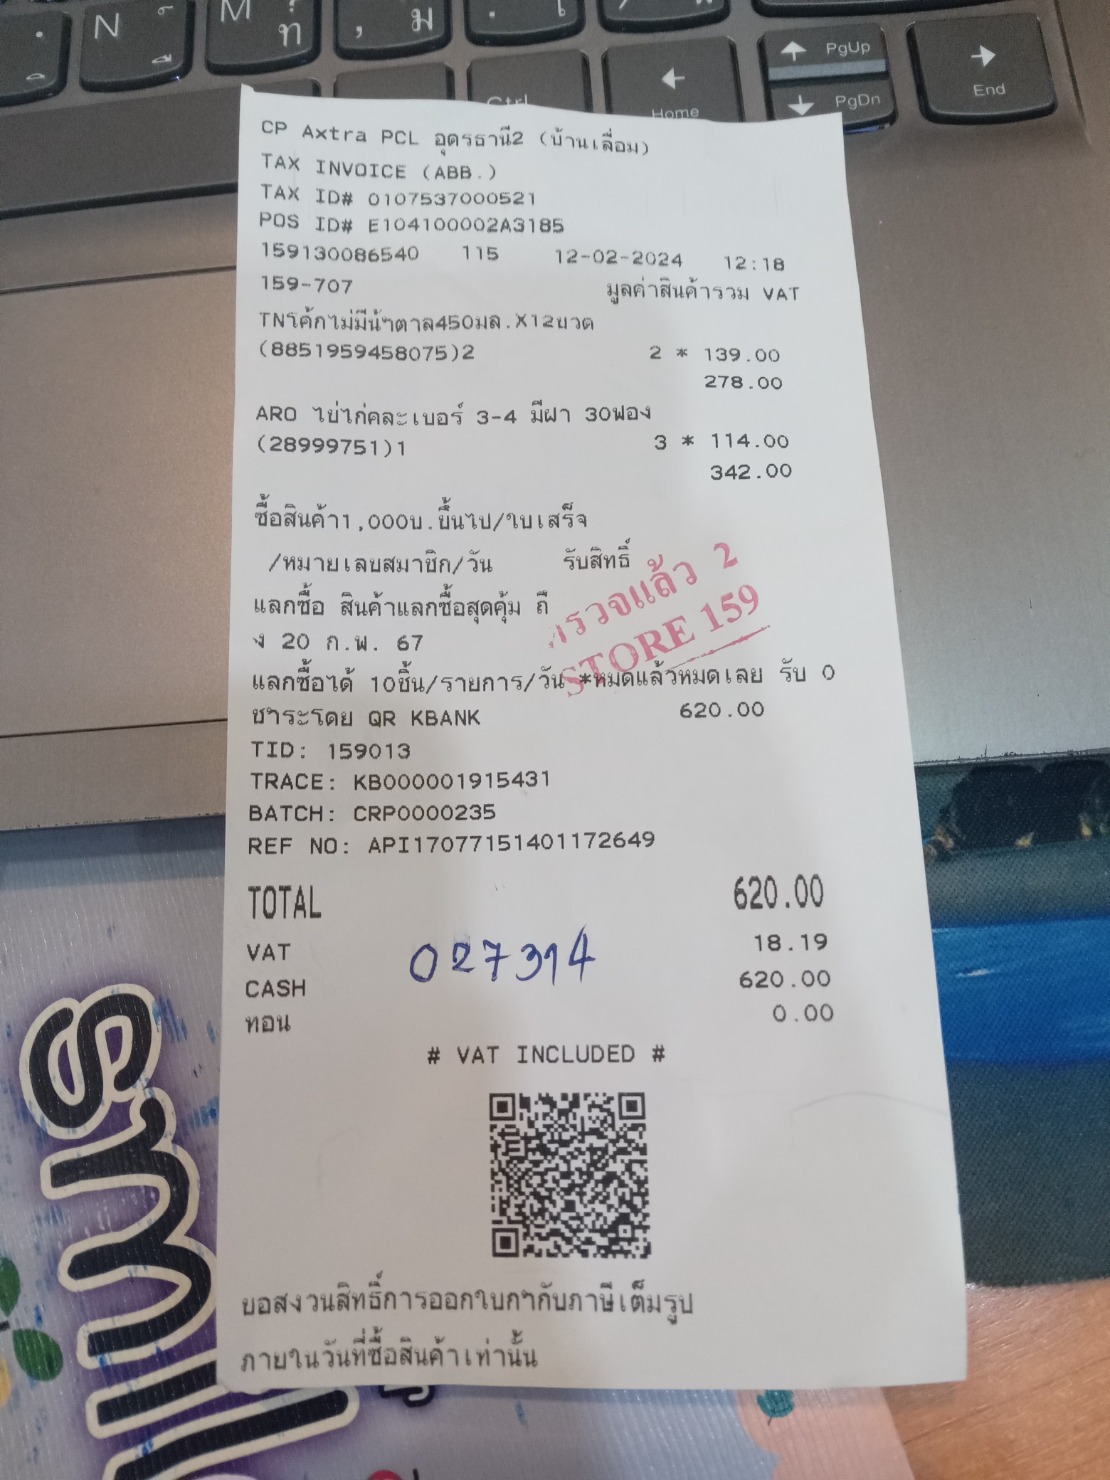 N
M ท
, ม
PgUp
End
Home
PgDn
Ctrl
CP Axtra PCL อุดรธานี2 (บ้านเลื่อม)
TAX INVOICE (ABB.)
TAX ID# 0107537000521
POS ID# E104100002A3185
159130086540 115 12-02-2024 12:18
159-707 มูลค่าสินค้ารวม VAT
TNโค้กไม่มีน้ำตาล450มล.X12ขวด
(8851959458075)2 2 * 139.00
278.00
ARO ไข่ไก่คละเบอร์ 3-4 มีฝา 30ฟอง
(28999751)1 3 * 114.00
342.00
ซื้อสินค้า1,000บ.ขึ้นไป/ใบเสร็จ
/หมายเลขสมาชิก/วัน รับสิทธิ์
แลกซื้อ สินค้าแลกซื้อสุดคุ้ม ถึ
ง 20 ก.พ. 67
ตรวจแล้ว 2
STORE 159
แลกซื้อได้ 10ชิ้น/รายการ/วัน *หมดแล้วหมดเลย รับ 0
ชำระโดย QR KBANK 620.00
TID: 159013
TRACE: KB000001915431
BATCH: CRP0000235
REF NO: API17077151401172649
TOTAL 620.00
VAT 18.19
027314
CASH 620.00
ทอน 0.00
# VAT INCLUDED #
ขอสงวนสิทธิ์การออกใบกำกับภาษีเต็มรูป
ภายในวันที่ซื้อสินค้าเท่านั้น